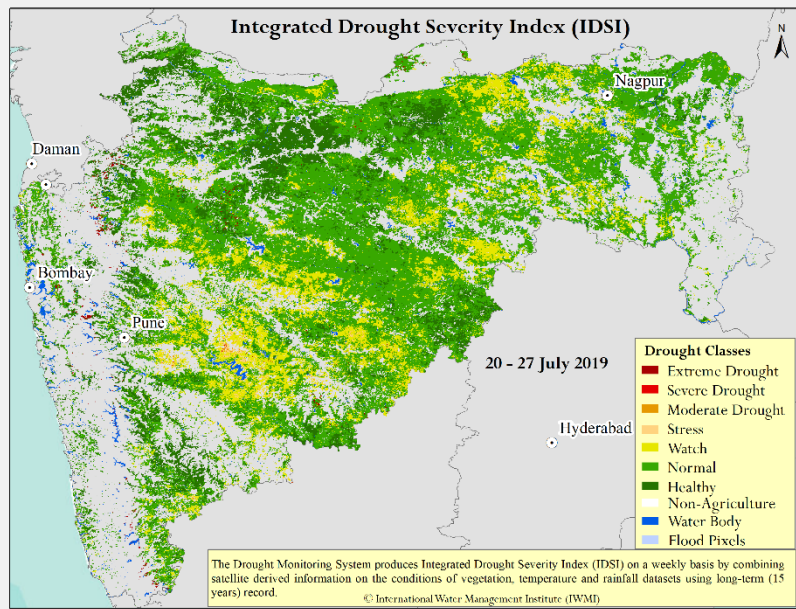 Integrated Drought Severity Index (IDSI)
N
Nagpur
Daman
Bombay
Pune
20 - 27 July 2019
Hyderabad
Drought Classes
Extreme Drought
Severe Drought
Moderate Drought
Stress
Watch
Normal
Healthy
Non-Agriculture
Water Body
Flood Pixels
The Drought Monitoring System produces Integrated Drought Severity Index (IDSI) on a weekly basis by combining
satellite derived information on the conditions of vegetation, temperature and rainfall datasets using long-term (15
years) record.
© International Water Management Institute (IWMI)